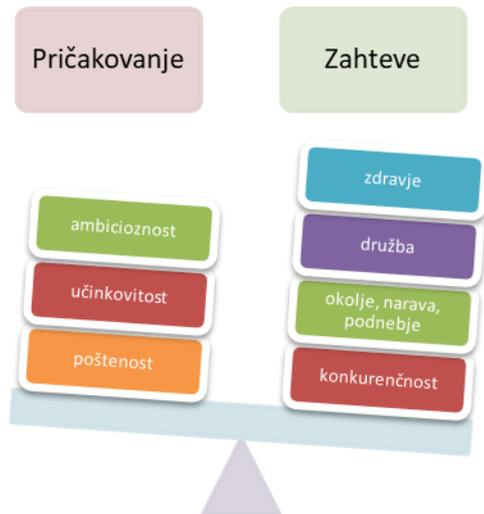 Pričakovanje
Zahteve
ambicioznost
učinkovitost
poštenost
zdravje
družba
okolje, narava,
podnebje
konkurenčnost